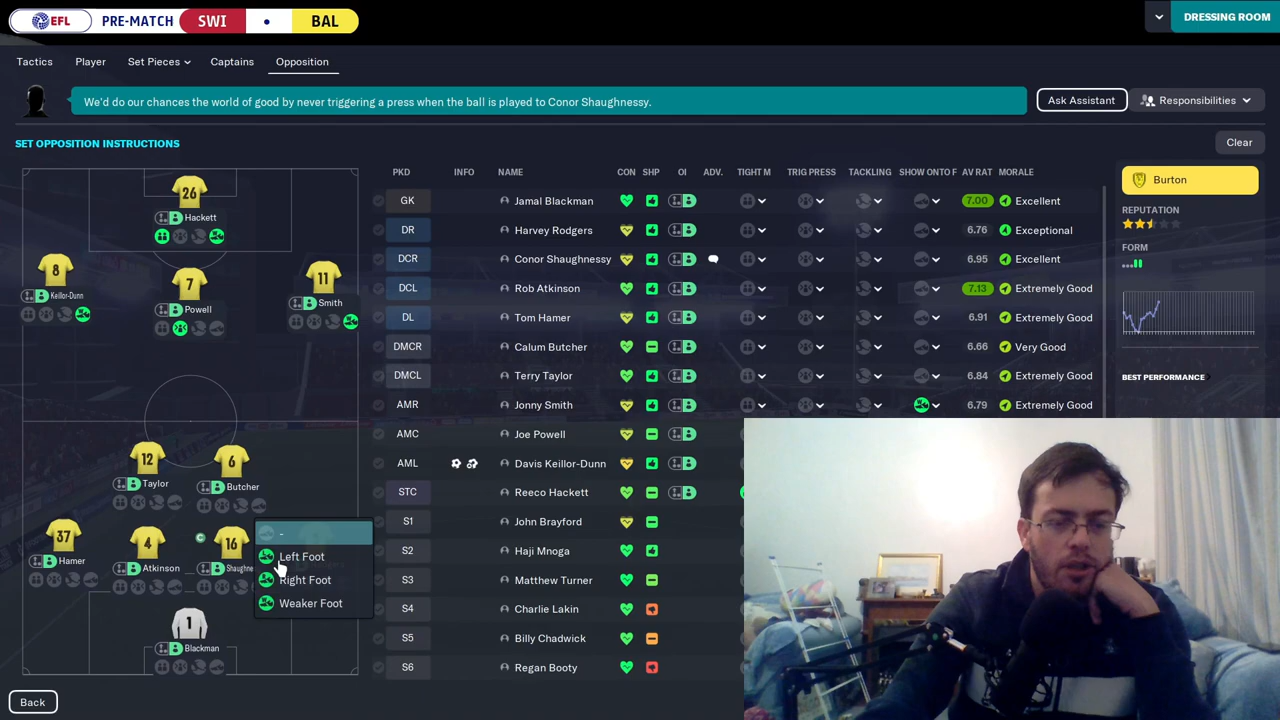 EFL PRE-MATCH SWI • BAL
DRESSING ROOM
Tactics Player Set Pieces Captains Opposition
We'd do our chances the world of good by never triggering a press when the ball is played to Conor Shaughnessy.
Ask Assistant Responsibilities
SET OPPOSITION INSTRUCTIONS
Clear
PKD INFO NAME CON SHP OI ADV. TIGHT M TRIG PRESS TACKLING SHOW ONTO F AV RAT MORALE
GK Jamal Blackman 7.00 Excellent
DR Harvey Rodgers 6.76 Exceptional
DCR Conor Shaughnessy 6.95 Excellent
DCL Rob Atkinson 7.13 Extremely Good
DL Tom Hamer 6.91 Extremely Good
DMCR Calum Butcher 6.66 Very Good
DMCL Terry Taylor 6.84 Extremely Good
AMR Jonny Smith 6.79 Extremely Good
AMC Joe Powell
AML Davis Keillor-Dunn
STC Reeco Hackett
S1 John Brayford
S2 Haji Mnoga
S3 Matthew Turner
S4 Charlie Lakin
S5 Billy Chadwick
S6 Regan Booty
26
Hackett
8
Keillor-Dunn
7
Powell
11
Smith
12
Taylor
6
Butcher
37
Hamer
4
Atkinson
C
16
Shaughne
1
Blackman
-
Left Foot
Right Foot
Weaker Foot
Burton
REPUTATION
FORM
BEST PERFORMANCE
Back